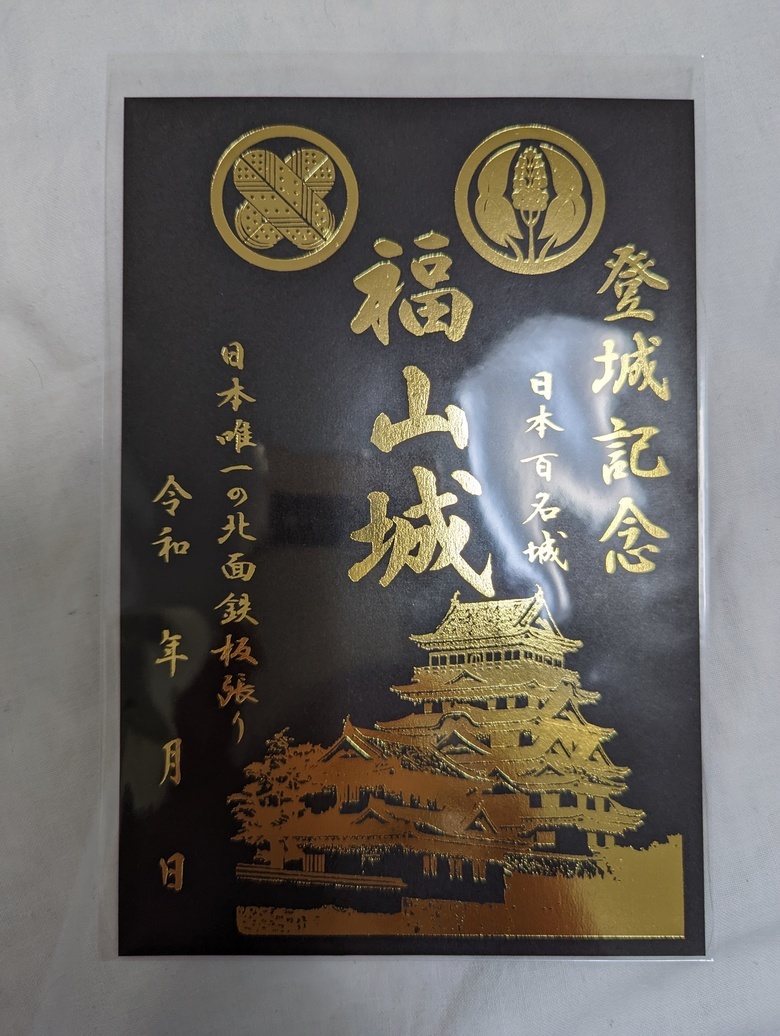 登城記念
日本百名城
福山城
日本唯一の北面鉄板張り
令和 年 月 日